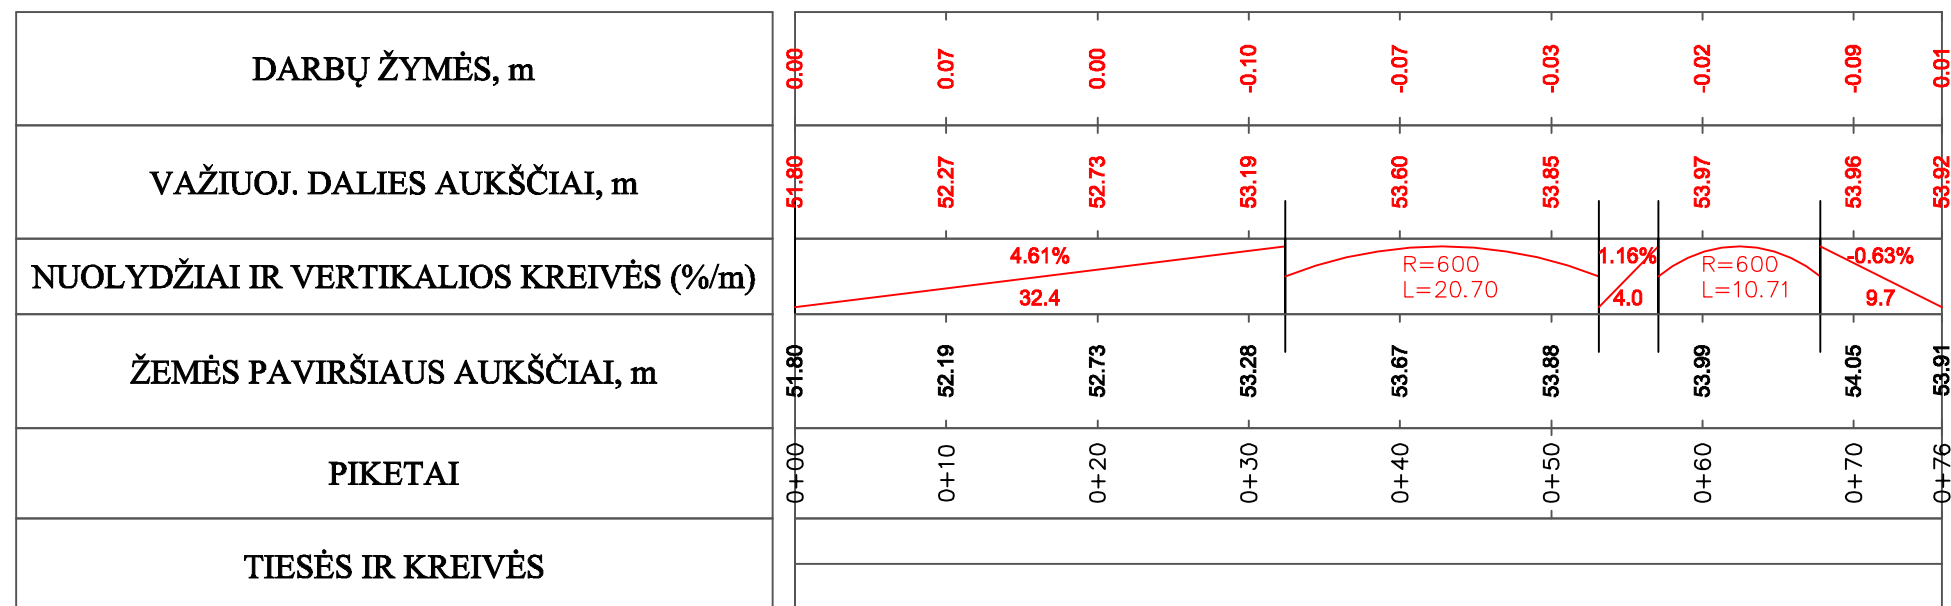 DARBŲ ŽYMĖS, m 0.00 0.07 0.00 -0.10 -0.07 -0.03 -0.02 -0.09 0.01
VAŽIUOJ. DALIES AUKŠČIAI, m 51.80 52.27 52.73 53.19 53.60 53.85 53.97 53.96 53.92
NUOLYDŽIAI IR VERTIKALIOS KREIVĖS (%/m) 4.61% 32.4 R=600 L=20.70 1.16% 4.0 R=600 L=10.71 -0.63% 9.7
ŽEMĖS PAVIRŠIAUS AUKŠČIAI, m 51.80 52.19 52.73 53.28 53.67 53.88 53.99 54.05 53.91
PIKETAI 0+00 0+10 0+20 0+30 0+40 0+50 0+60 0+70 0+76
TIESĖS IR KREIVĖS